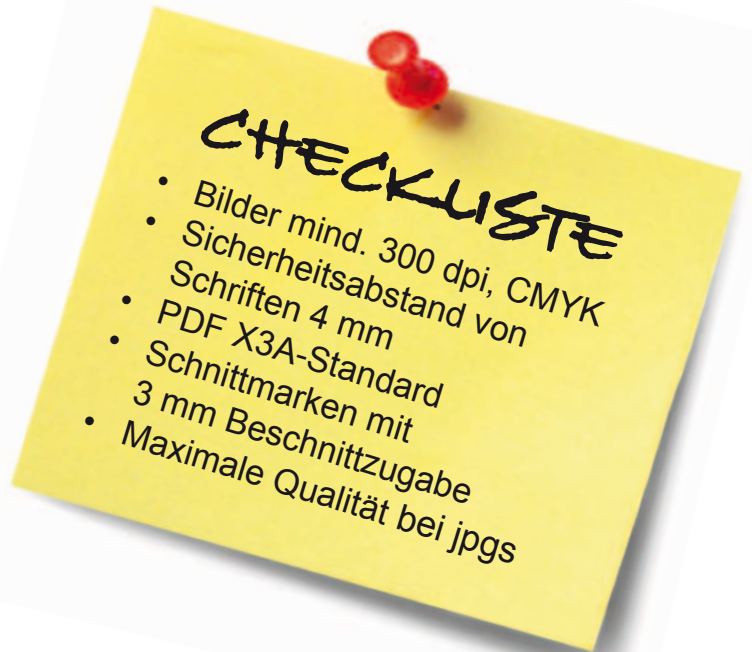 CHECKLISTE
• Bilder mind. 300 dpi, CMYK
• Sicherheitsabstand von
Schriften 4 mm
• PDF X3A-Standard
• Schnittmarken mit
3 mm Beschnittzugabe
• Maximale Qualität bei jpgs